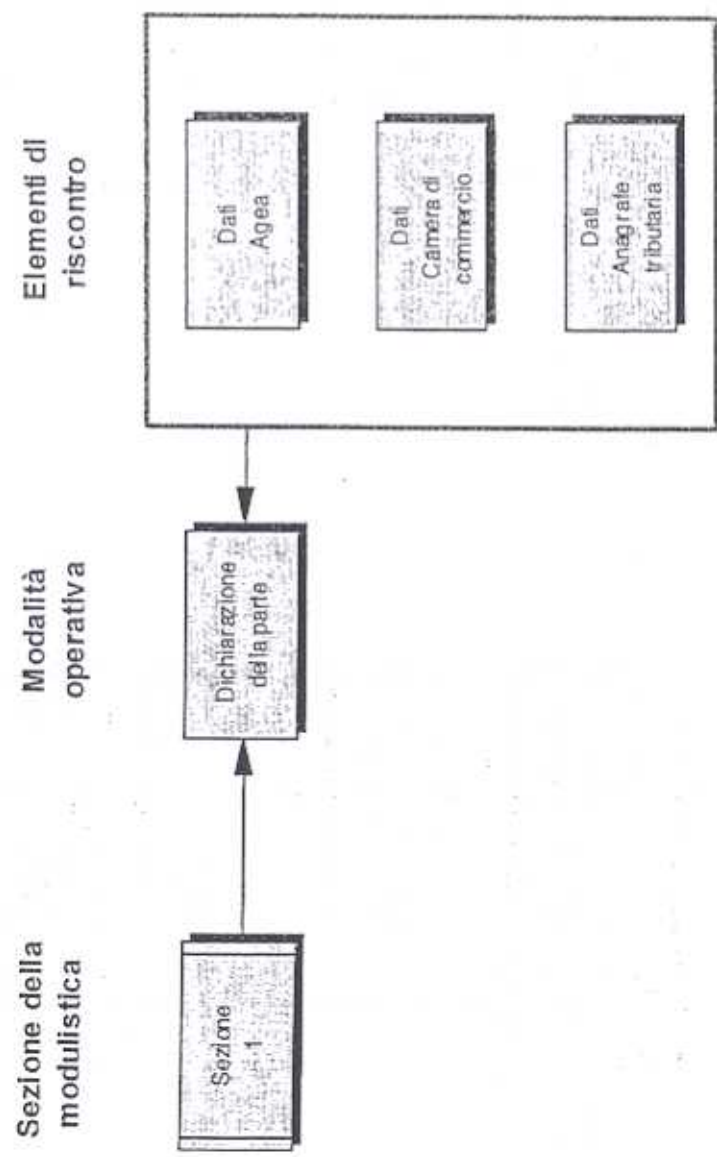 Sezione della
modulistica
Modalità
operativa
Elementi di
riscontro
Sezione
1
Dichiarazione
della parte
Dati
Agea
Dati
Camera di
commercio
Dati
Anagrafe
tributaria